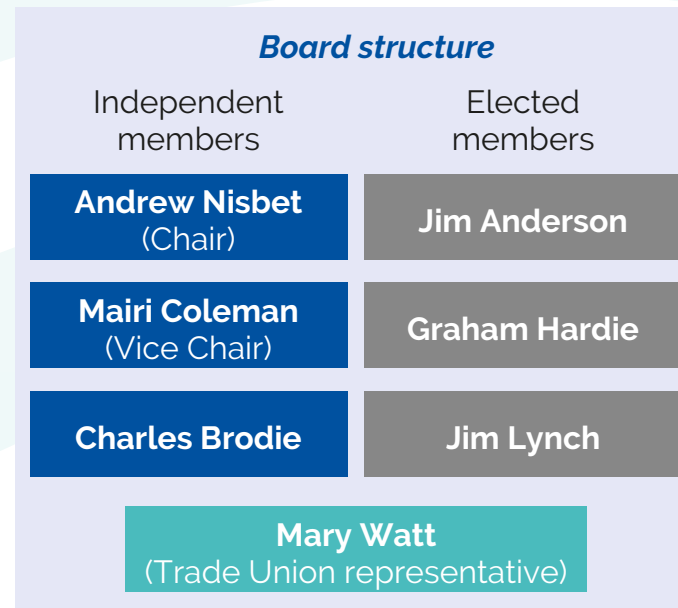 Board structure
Independent
members
Elected
members
Andrew Nisbet
(Chair)
Jim Anderson
Mairi Coleman
(Vice Chair)
Graham Hardie
Charles Brodie
Jim Lynch
Mary Watt
(Trade Union representative)